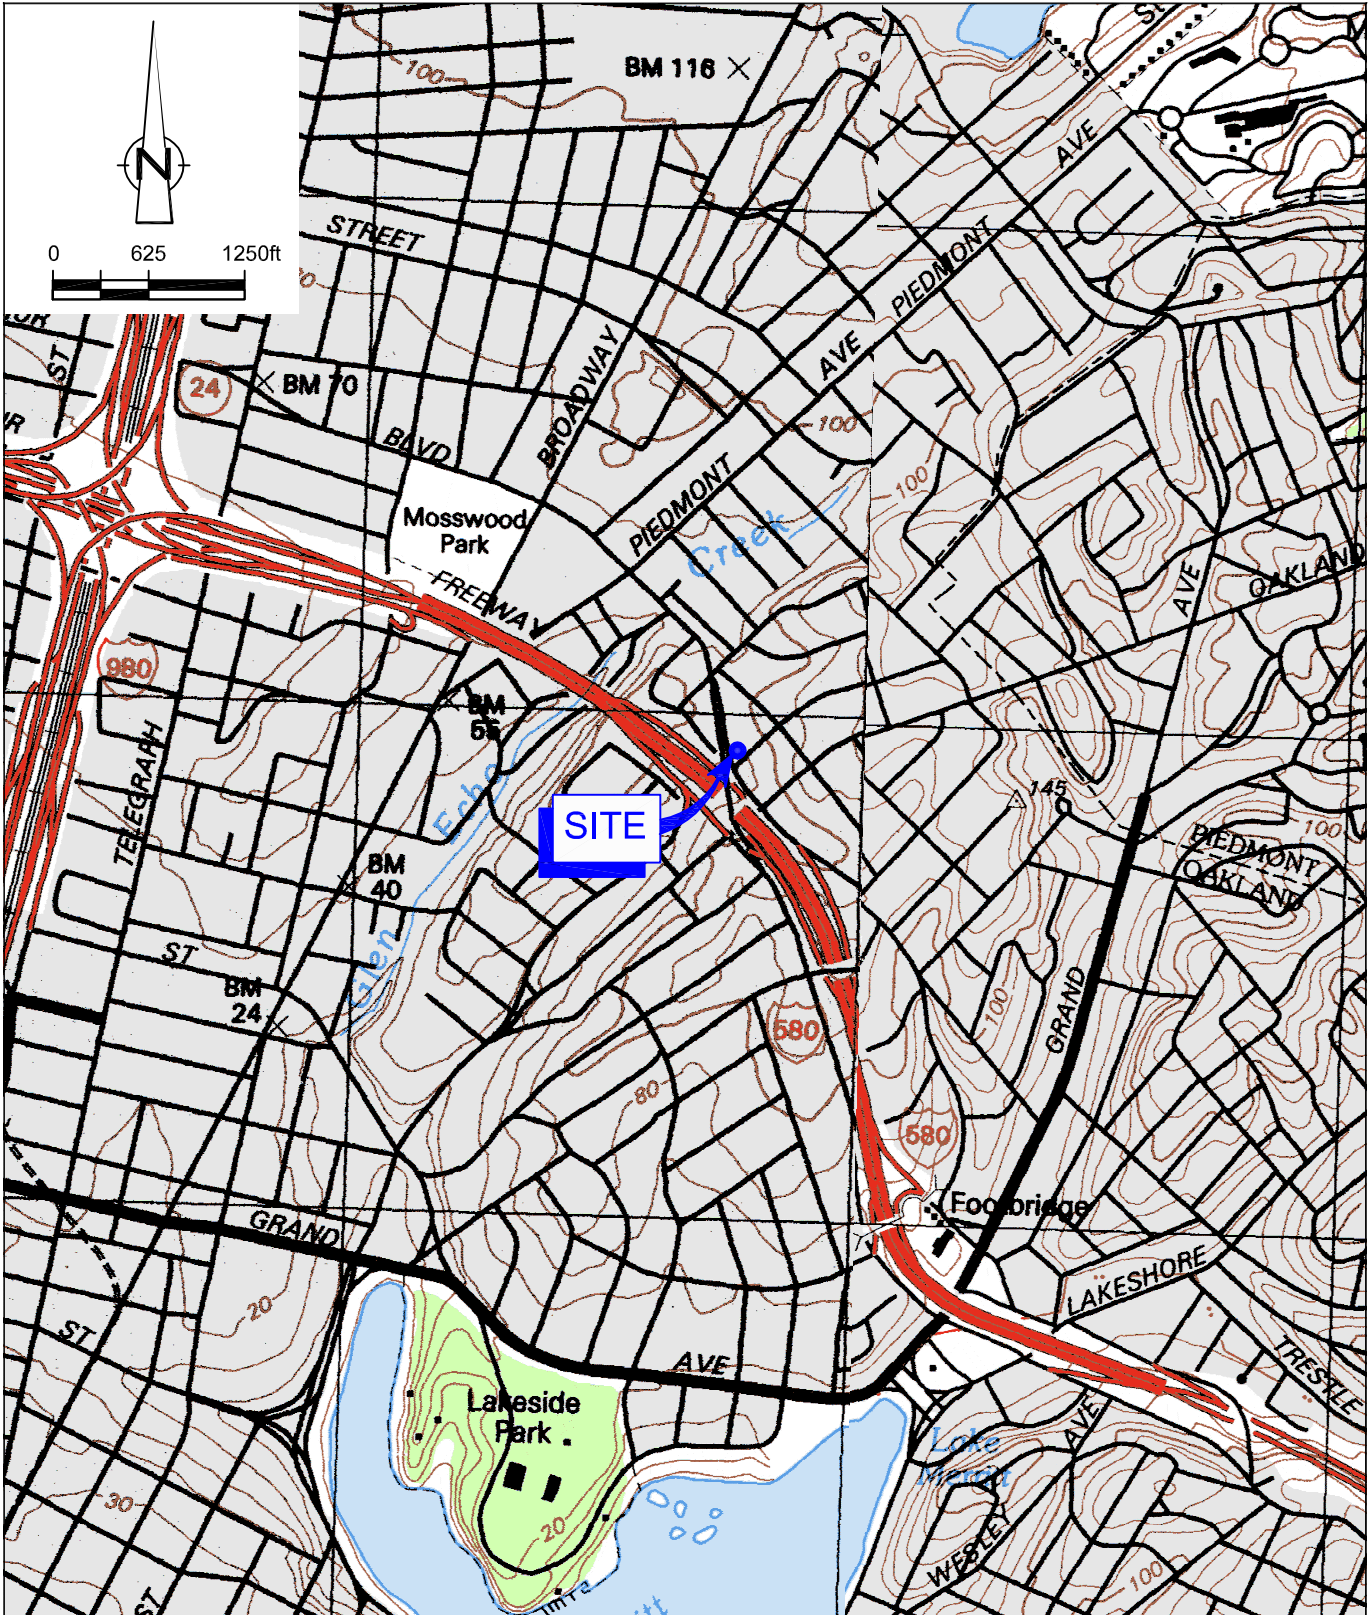 BM 116
100
AVE
N
0 625 1250ft
STREET
PIEDMONT
ST
BROADWAY
AVE
24
BM 70
100
BLVD
PIEDMONT
100
Mosswood
Park
Creek
FREEWAY
AVE
OAKLAND
980
BM
55
TELEGRAPH
Echo
145
SITE
100
PIEDMONT
OAKLAND
BM
40
ST
Glen
BM
24
100
GRAND
580
80
580
Footbridge
GRAND
LAKESHORE
20
ST
AVE
TRESTLE
Lakeside
Park
AVE
Lake
Merritt
30
20
WESLEY
100
ST